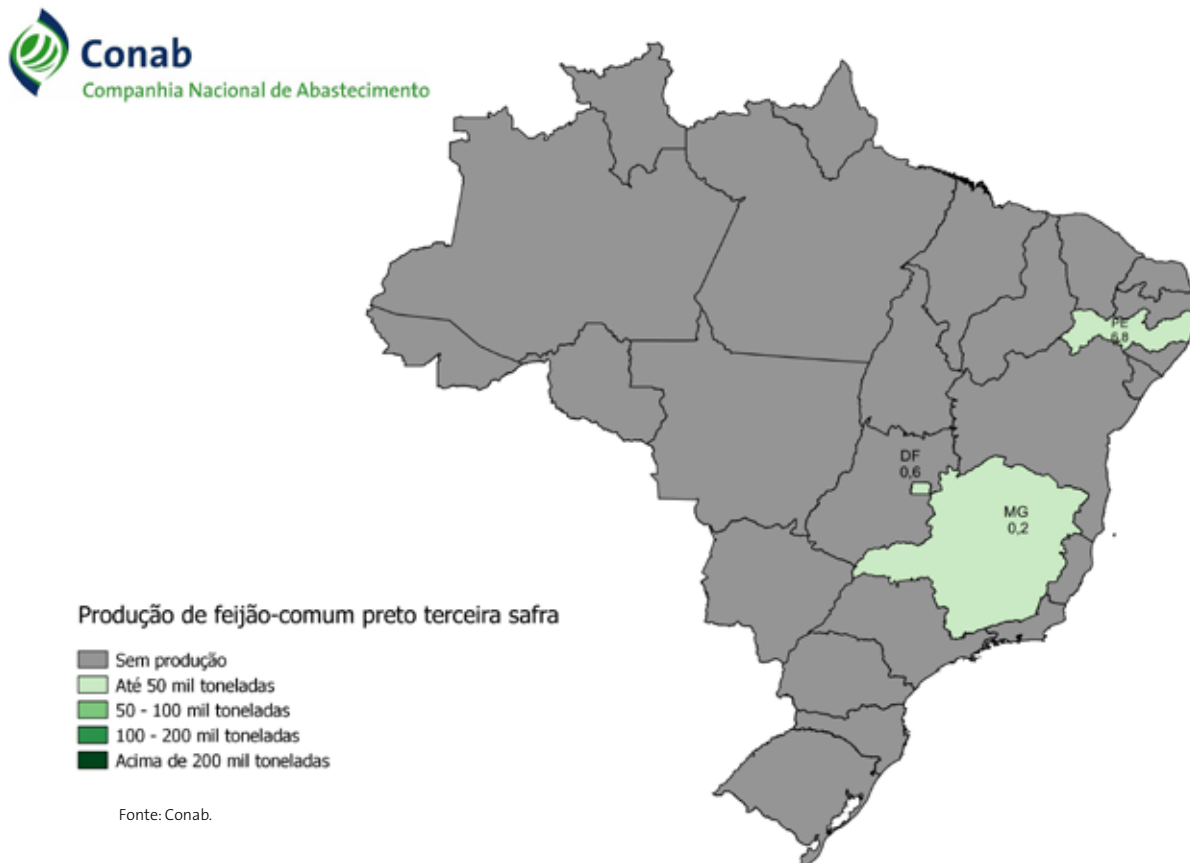 Conab
Companhia Nacional de Abastecimento
PE
6,8
DF
0,6
MG
0,2
Produção de feijão-comum preto terceira safra
Sem produção
Até 50 mil toneladas
50 - 100 mil toneladas
100 - 200 mil toneladas
Acima de 200 mil toneladas
Fonte: Conab.